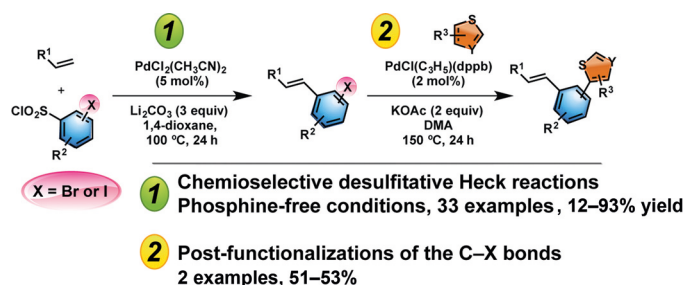 1
2
R1
+
ClO2S
X
R2
PdCl2(CH3CN)2
(5 mol%)
Li2CO3 (3 equiv)
1,4-dioxane,
100 ºC, 24 h
R1
X
R2
R3
S
Y
PdCl(C3H5)(dppb)
(2 mol%)
KOAc (2 equiv)
DMA
150 ºC, 24 h
R1
S
Y
R3
R2
X = Br or I
1 Chemioselective desulfitative Heck reactions
Phosphine-free conditions, 33 examples, 12–93% yield
2 Post-functionalizations of the C–X bonds
2 examples, 51–53%